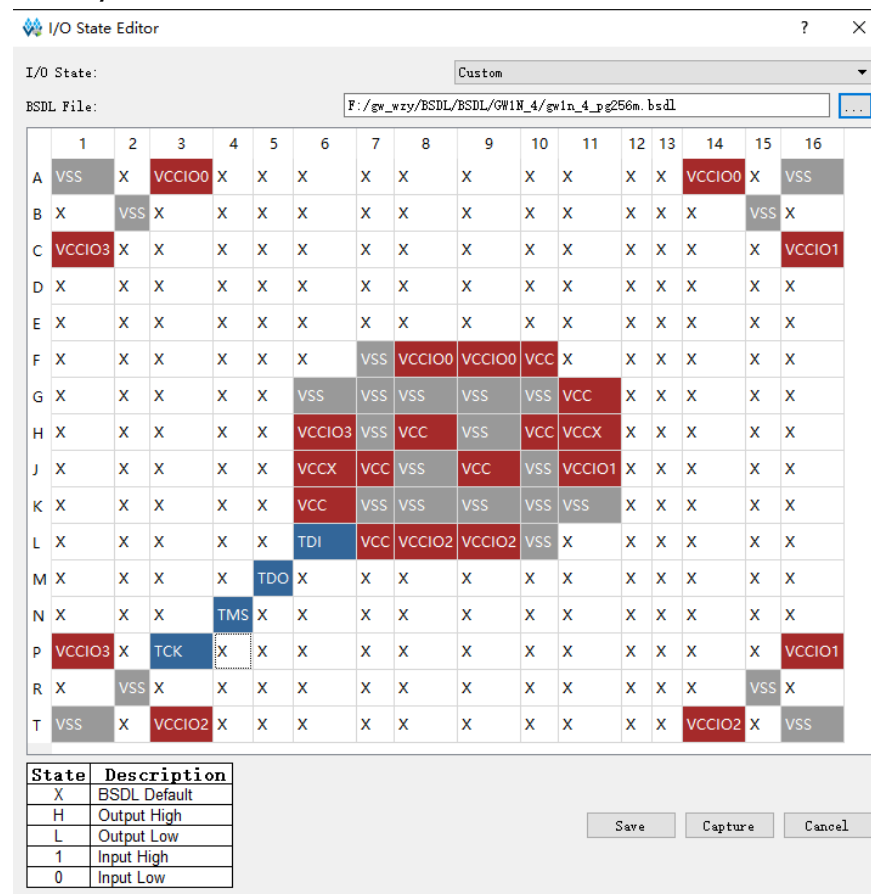 I/O State Editor ? ×
I/O State: Custom
BSDL File: F:/gw_wzy/BSDL/BSDL/GW1N_4/gw1n_4_pg256m.bsdl ...
1 2 3 4 5 6 7 8 9 10 11 12 13 14 15 16
A VSS X VCCIO0 X X X X X X X X X X VCCIO0 X VSS
B X VSS X X X X X X X X X X X X VSS X
C VCCIO3 X X X X X X X X X X X X X X VCCIO1
D X X X X X X X X X X X X X X X X
E X X X X X X X X X X X X X X X X
F X X X X X X VSS VCCIO0 VCCIO0 VCC X X X X X X
G X X X X X VSS VSS VSS VSS VSS VCC X X X X X
H X X X X X VCCIO3 VSS VCC VSS VCC VCCX X X X X X
J X X X X X VCCX VCC VSS VCC VSS VCCIO1 X X X X X
K X X X X X VCC VSS VSS VSS VSS VSS X X X X X
L X X X X X TDI VCC VCCIO2 VCCIO2 VSS X X X X X X
M X X X X TDO X X X X X X X X X X X
N X X X TMS X X X X X X X X X X X X
P VCCIO3 X TCK X X X X X X X X X X X X VCCIO1
R X VSS X X X X X X X X X X X X VSS X
T VSS X VCCIO2 X X X X X X X X X X VCCIO2 X VSS
State Description
X BSDL Default
H Output High
L Output Low
1 Input High
0 Input Low
Save Capture Cancel